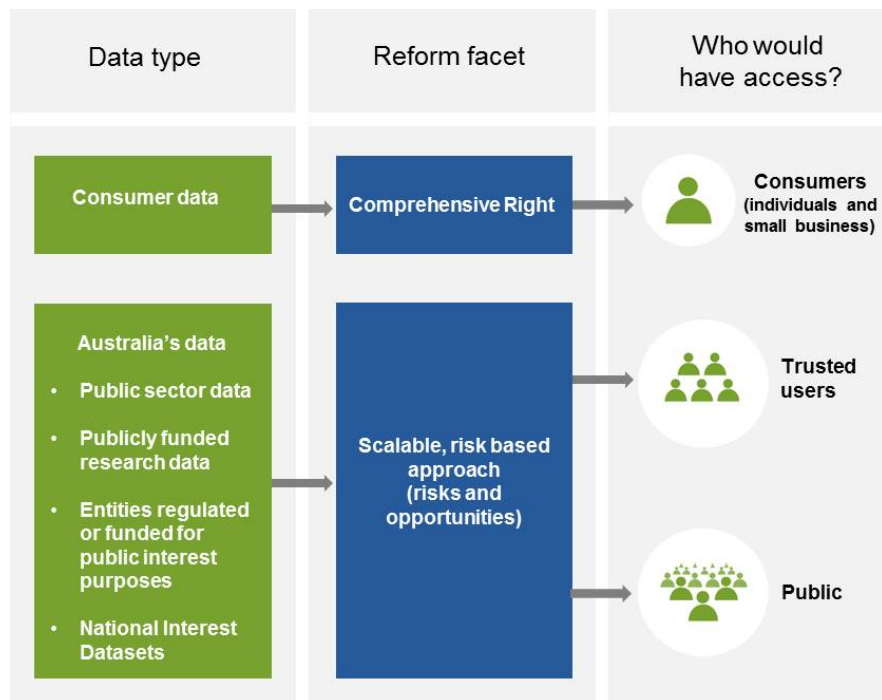 Data type
Reform facet
Who would
have access?
Consumer data
Comprehensive Right
Consumers
(individuals and
small business)
Australia's data
• Public sector data
• Publicly funded
research data
• Entities regulated
or funded for
public interest
purposes
• National Interest
Datasets
Scalable, risk based
approach
(risks and
opportunities)
Trusted
users
Public